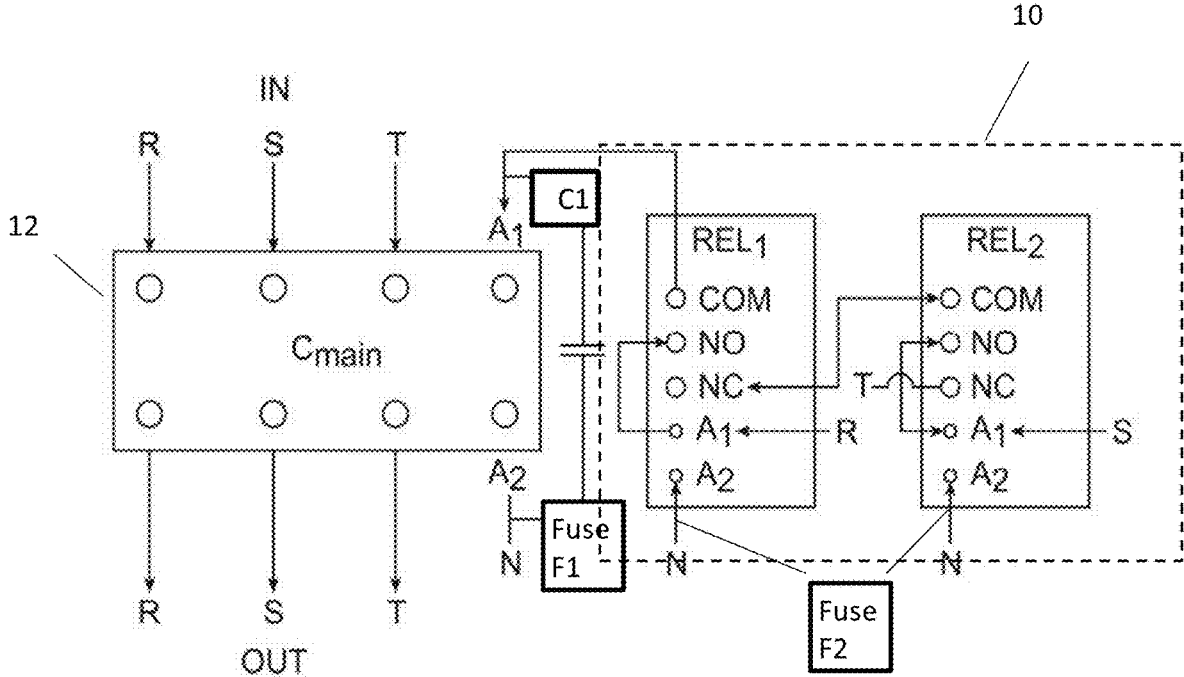 10
IN
R S T
12
A1
C1
REL1
REL2
COM
COM
Cmain
NO
NO
NC
T
NC
A1
R
A1
S
A2
A2
A2
N
Fuse
F1
N
N
R S T
Fuse
F2
OUT